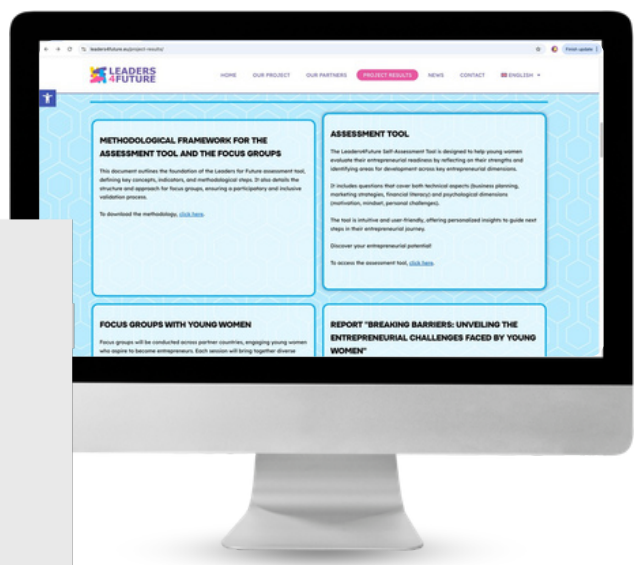 leaders4future.eu/project-results/
Finish update
LEADERS
4FUTURE
HOME
OUR PROJECT
OUR PARTNERS
PROJECT RESULTS
NEWS
CONTACT
ENGLISH
METHODOLOGICAL FRAMEWORK FOR THE
ASSESSMENT TOOL AND THE FOCUS GROUPS
This document outlines the foundation of the Leaders for Future assessment tool,
defining key concepts, indicators, and methodological steps. It also details the
structure and approach for focus groups, ensuring a participatory and inclusive
validation process.
To download the methodology, click here.
ASSESSMENT TOOL
The Leaders4Future Self-Assessment Tool is designed to help young women
evaluate their entrepreneurial readiness by reflecting on their strengths and
identifying areas for development across key entrepreneurial dimensions.
It includes questions that cover both technical aspects (business planning,
marketing strategies, financial literacy) and psychological dimensions
(motivation, mindset, personal challenges).
The tool is intuitive and user-friendly, offering personalized insights to guide next
steps in their entrepreneurial journey.
Discover your entrepreneurial potential!
To access the assessment tool, click here.
FOCUS GROUPS WITH YOUNG WOMEN
Focus groups will be conducted across partner countries, engaging young women
who aspire to become entrepreneurs. Each session will bring together diverse
REPORT "BREAKING BARRIERS: UNVEILING THE
ENTREPRENEURIAL CHALLENGES FACED BY YOUNG
WOMEN"